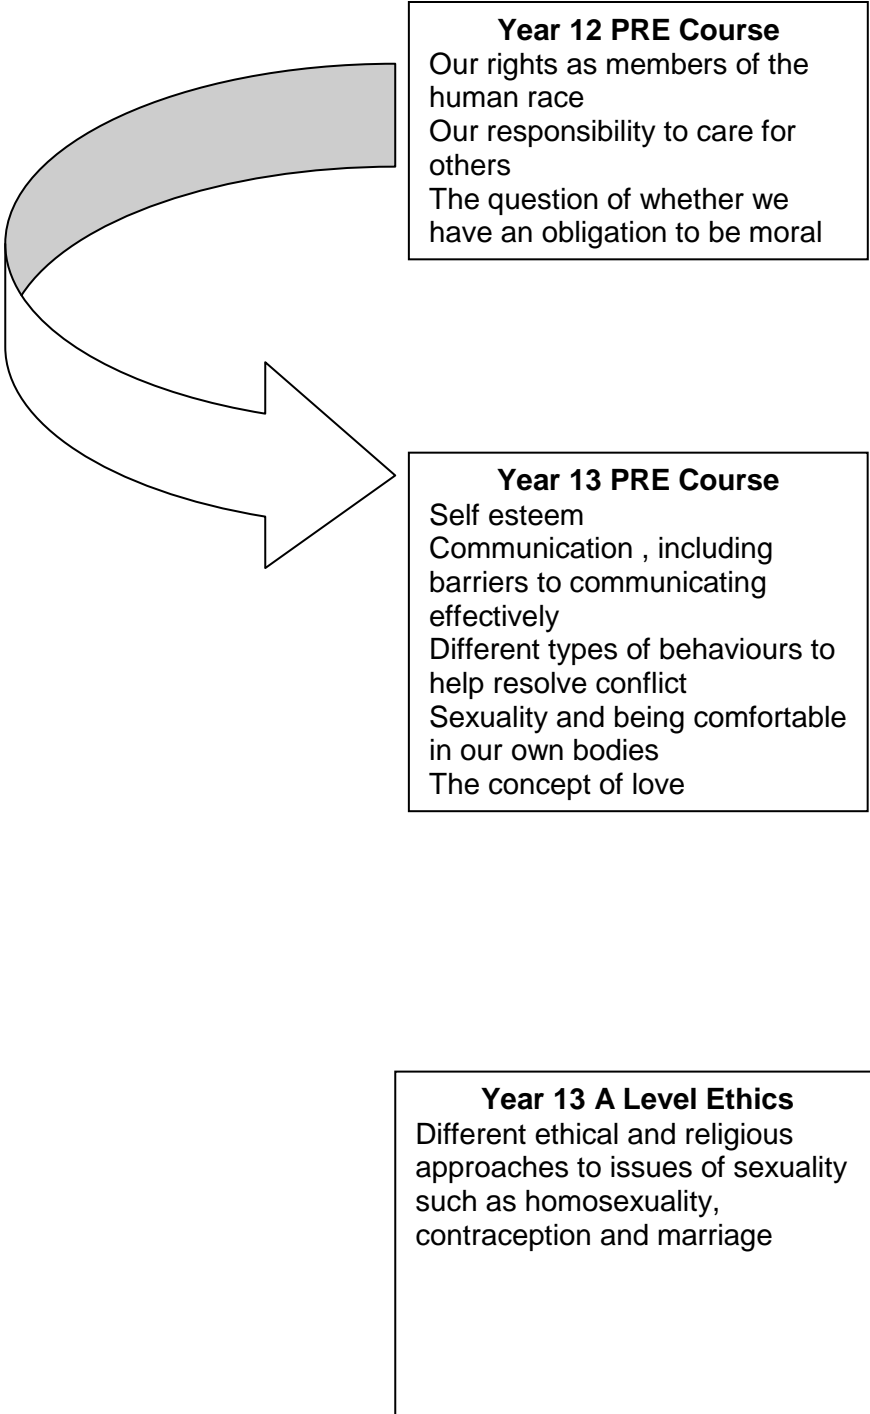 Year 12 PRE Course
Our rights as members of the
human race
Our responsibility to care for
others
The question of whether we
have an obligation to be moral
Year 13 PRE Course
Self esteem
Communication , including
barriers to communicating
effectively
Different types of behaviours to
help resolve conflict
Sexuality and being comfortable
in our own bodies
The concept of love
Year 13 A Level Ethics
Different ethical and religious
approaches to issues of sexuality
such as homosexuality,
contraception and marriage